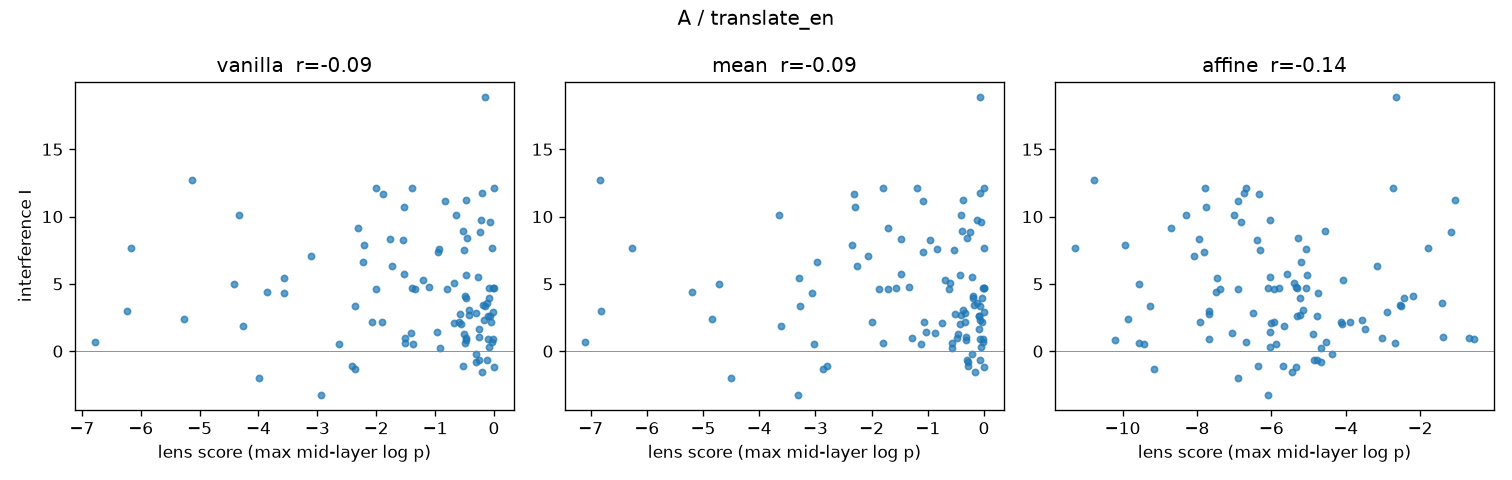 A / translate_en
vanilla  r=-0.09
mean  r=-0.09
affine  r=-0.14
interference I
15
10
5
0
15
10
5
0
15
10
5
0
−7 −6 −5 −4 −3 −2 −1 0
−7 −6 −5 −4 −3 −2 −1 0
−10 −8 −6 −4 −2
lens score (max mid-layer log p)
lens score (max mid-layer log p)
lens score (max mid-layer log p)